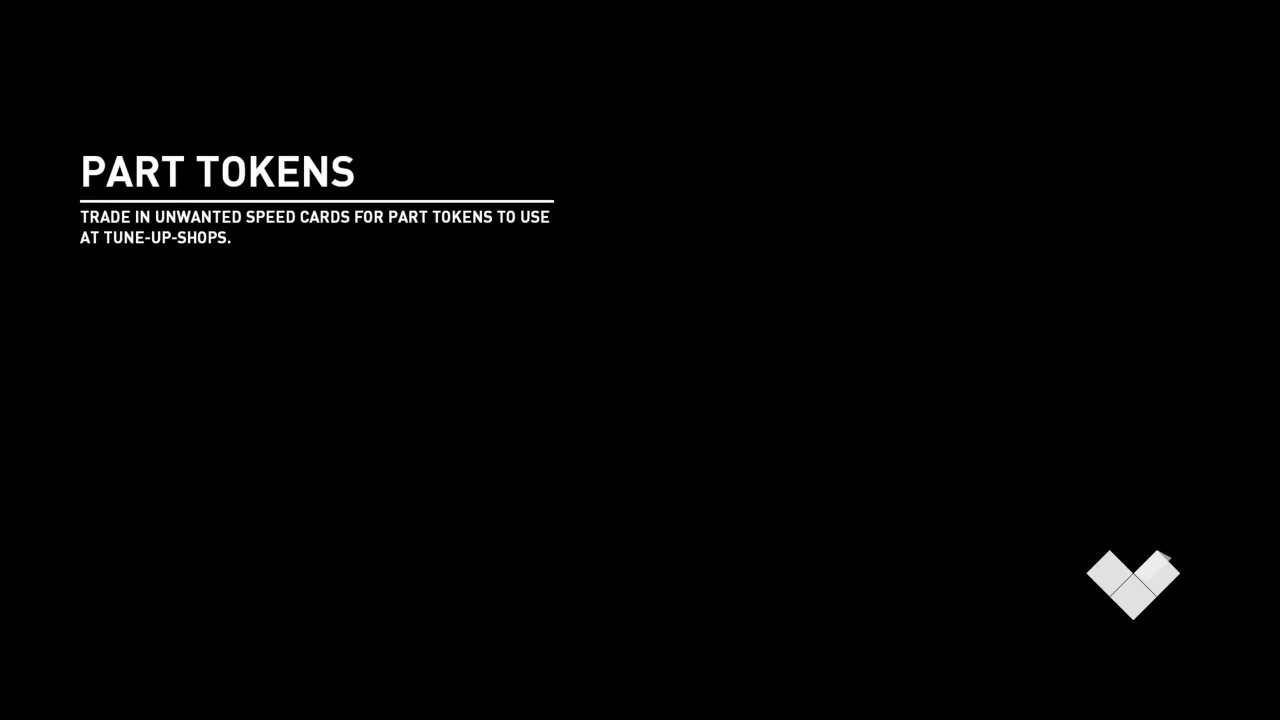 PART TOKENS
TRADE IN UNWANTED SPEED CARDS FOR PART TOKENS TO USE
AT TUNE-UP-SHOPS.